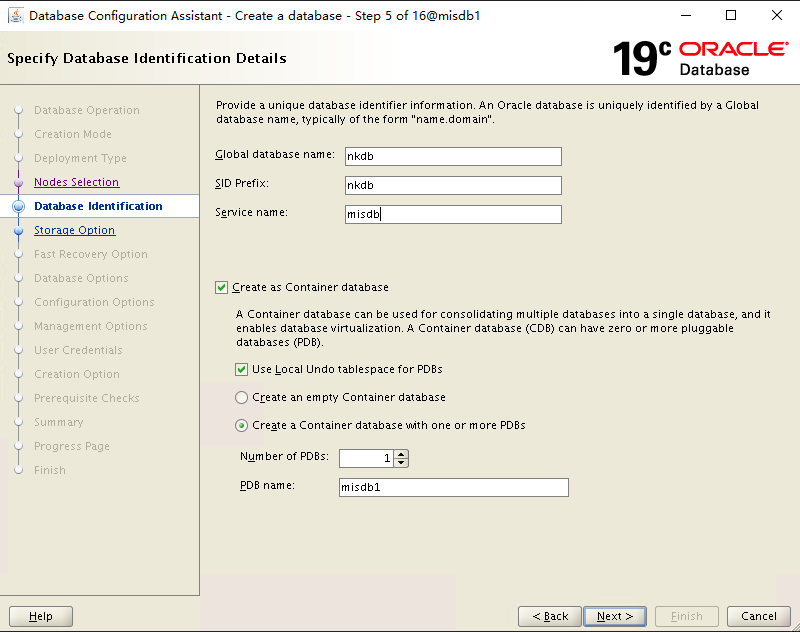 Database Configuration Assistant - Create a database - Step 5 of 16@misdb1
Specify Database Identification Details
19c ORACLE
Database
Database Operation
Creation Mode
Deployment Type
Nodes Selection
Database Identification
Storage Option
Fast Recovery Option
Database Options
Configuration Options
Management Options
User Credentials
Creation Option
Prerequisite Checks
Summary
Progress Page
Finish
Provide a unique database identifier information. An Oracle database is uniquely identified by a Global
database name, typically of the form "name.domain".
Global database name: nkdb
SID Prefix: nkdb
Service name: misdb
Create as Container database
A Container database can be used for consolidating multiple databases into a single database, and it
enables database virtualization. A Container database (CDB) can have zero or more pluggable
databases (PDB).
Use Local Undo tablespace for PDBs
Create an empty Container database
Create a Container database with one or more PDBs
Number of PDBs: 1
PDB name: misdb1
Help
< Back
Next >
Finish
Cancel